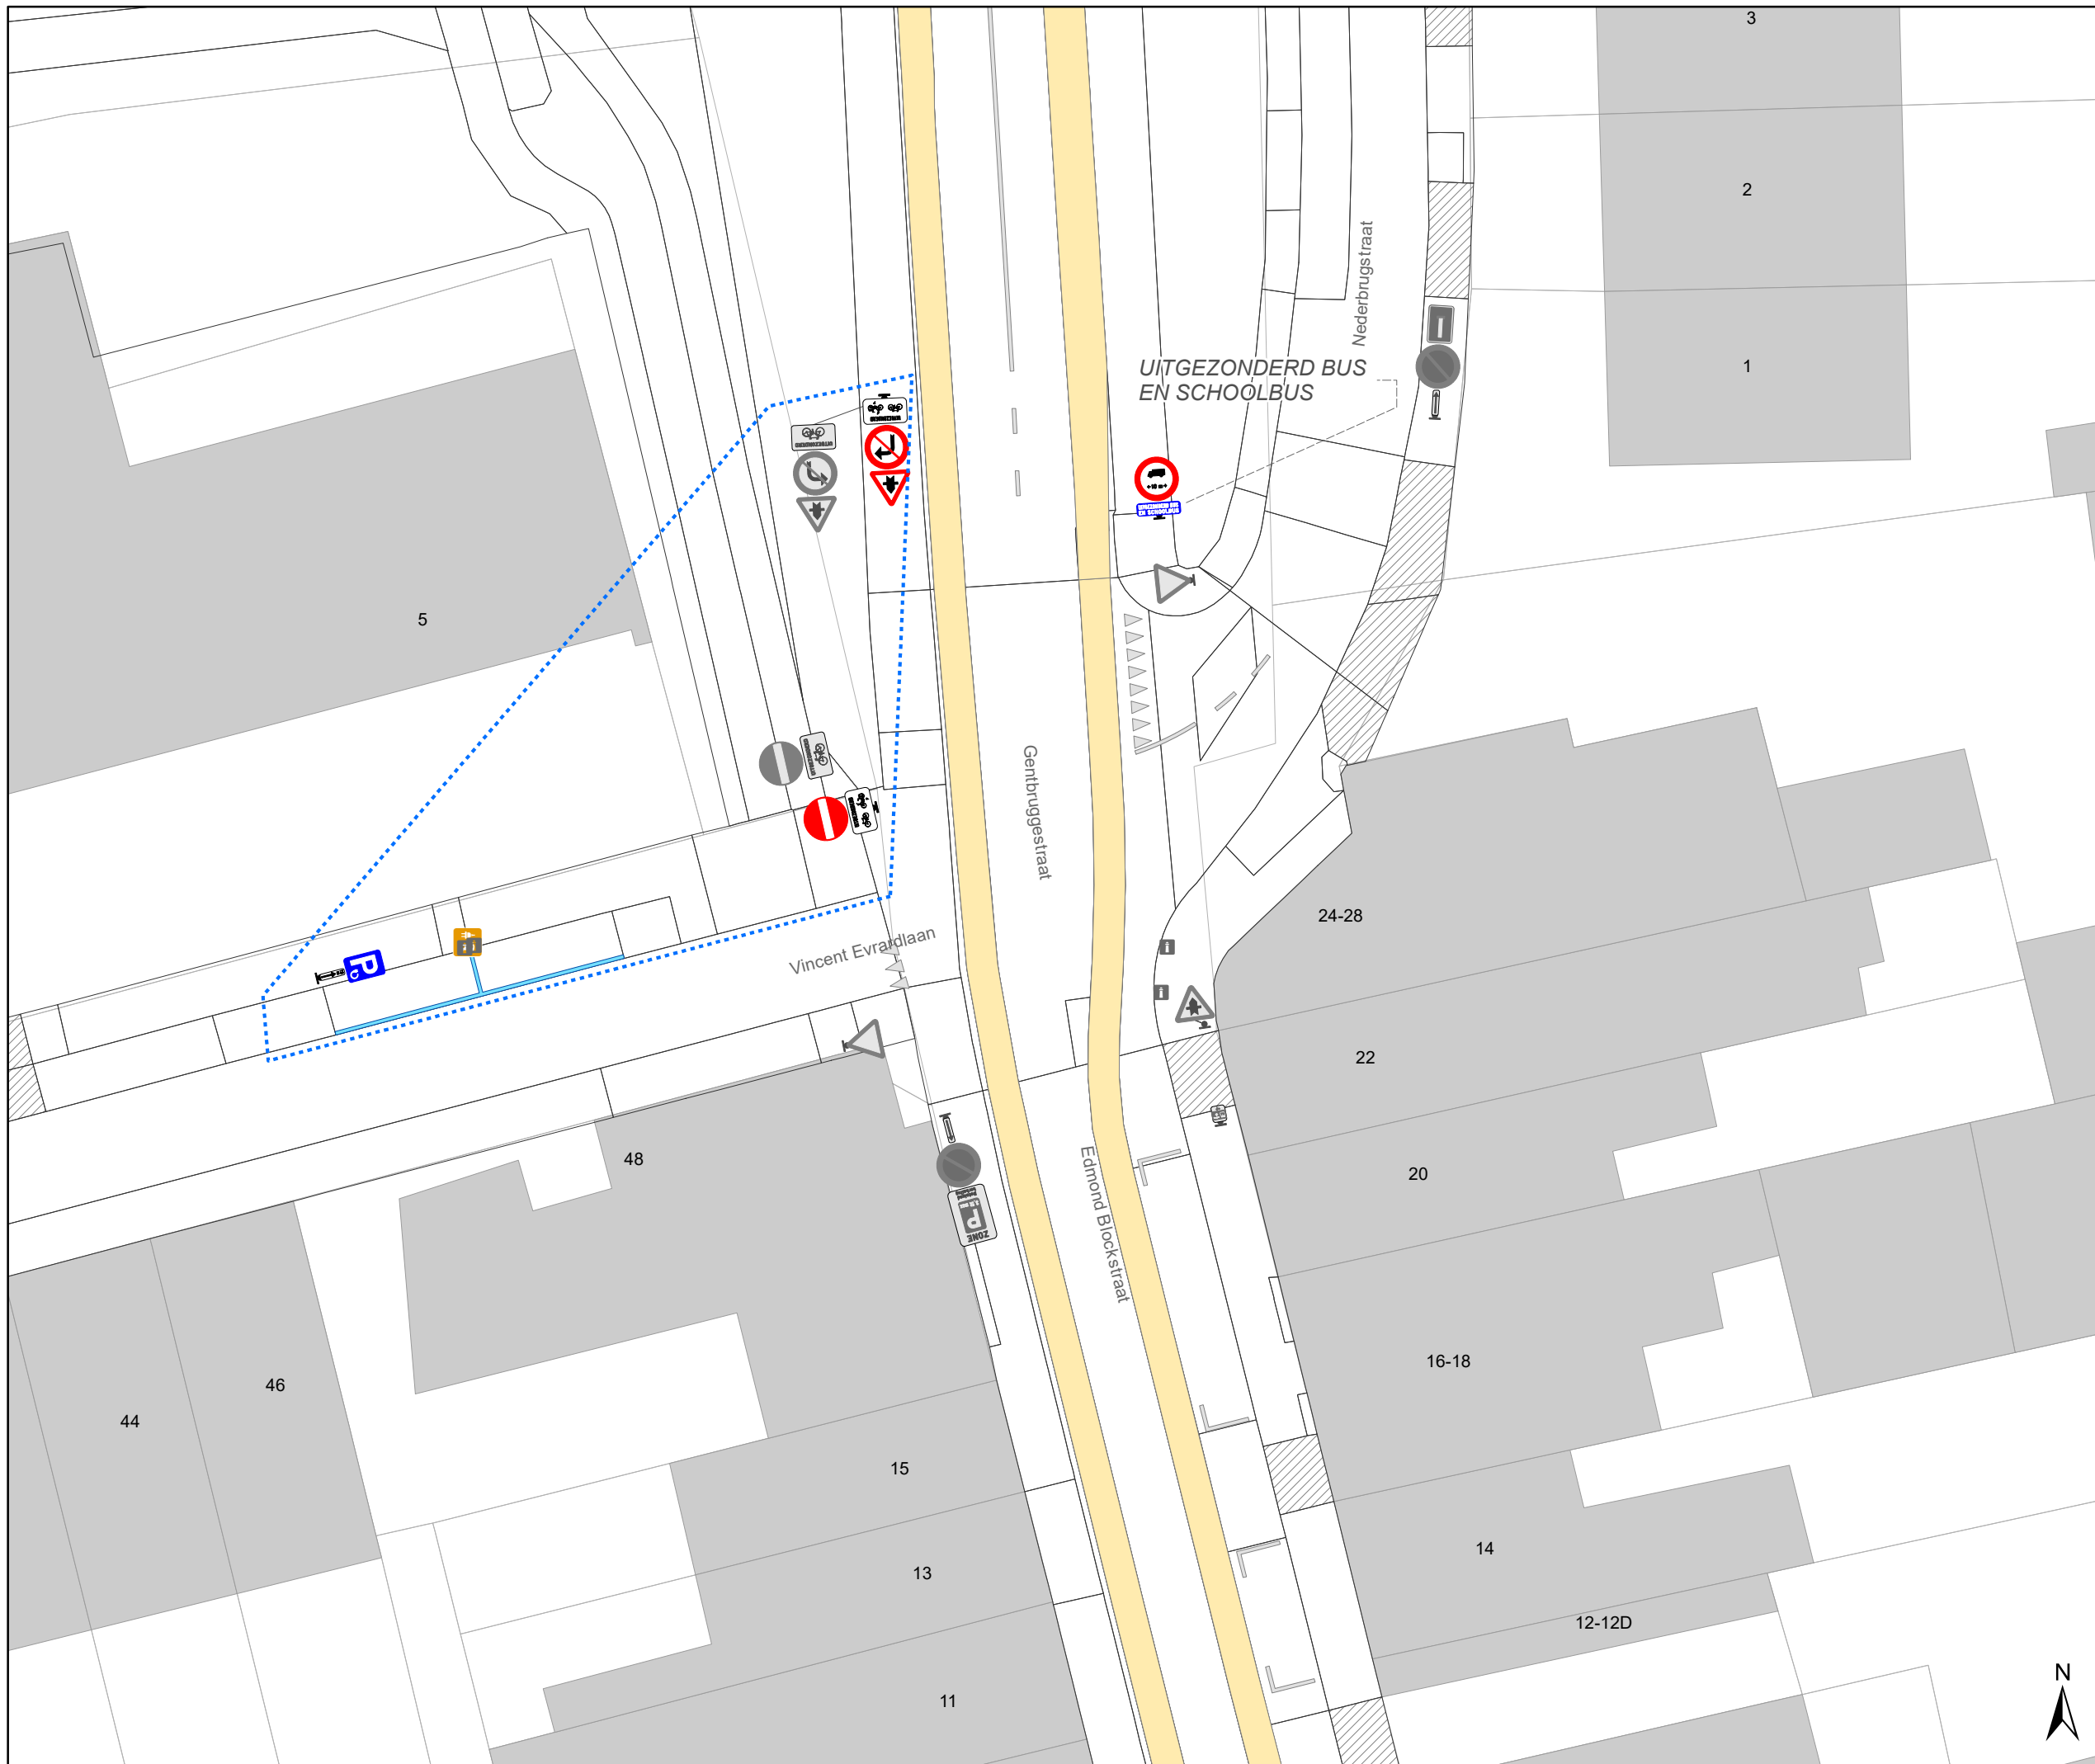 3
2
Nederbrugstraat
UITGEZONDERD BUS
EN SCHOOLBUS
1
5
Gentbruggestraat
24-28
Vincent Evrardlaan
P
22
48
20
ZONE
P
Edmond Blockstraat
16-18
46
44
15
14
13
12-12D
11
N